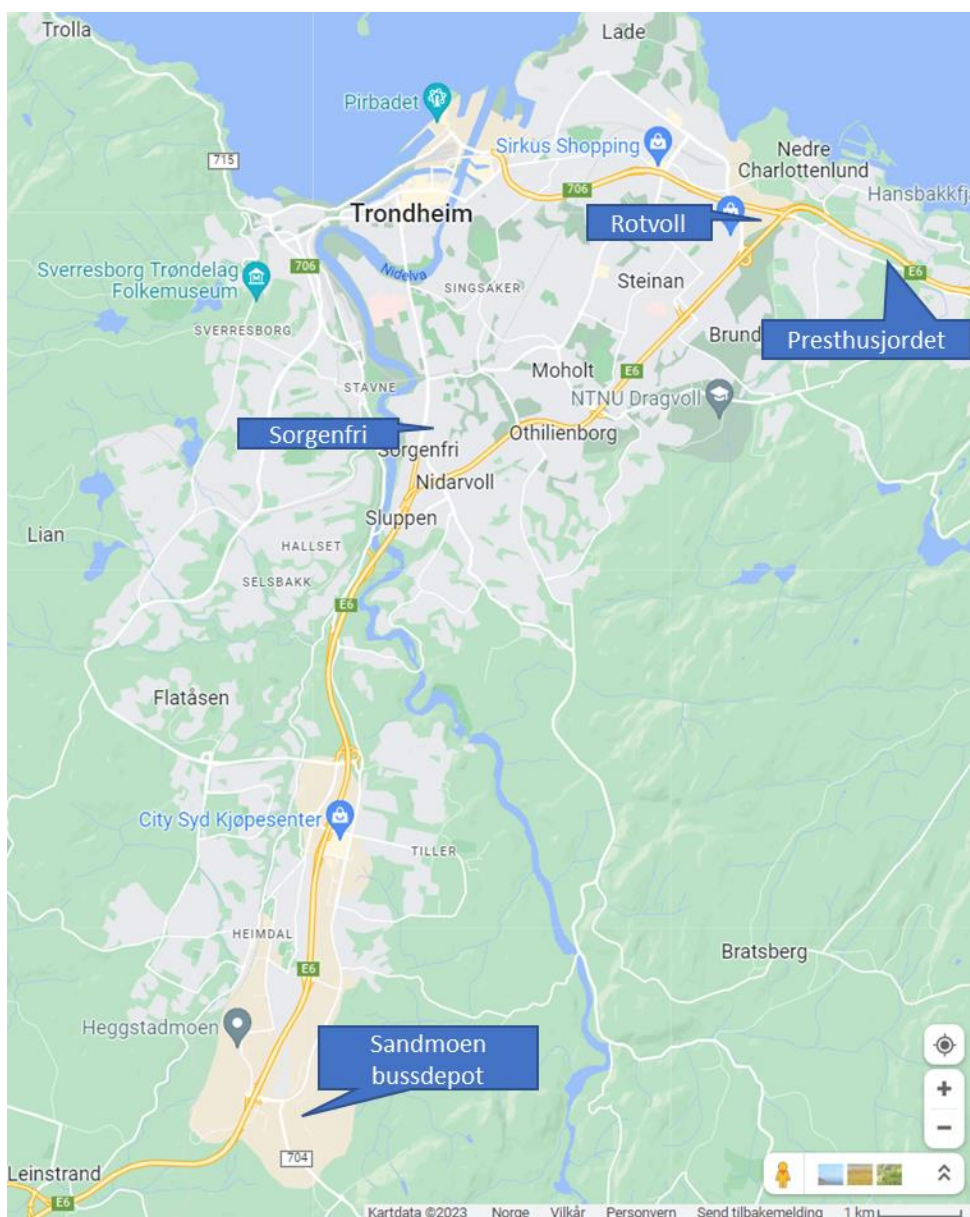 Trolla
Lade
Pirbadet
Sirkus Shopping
Nedre
Charlottenlund
715
706
Hansbakkfj
Trondheim
Rotvoll
Nidelva
706
Sverresborg Trøndelag
Folkemuseum
SINGSAKER
Steinan
E6
SVERRESBORG
Brund
Presthusjordet
Moholt
E6
STAVNE
NTNU Dragvoll
Sorgenfri
Othilienborg
Sorgenfri
Nidarvoll
Sluppen
Lian
HALLSET
SELSBAKK
E6
Flatåsen
City Syd Kjøpesenter
TILLER
HEIMDAL
Bratsberg
E6
Heggstadmoen
Sandmoen
bussdepot
704
Leinstrand
E6
Kartdata ©2023 Norge Vilkår Personvern Send tilbakemelding 1 km